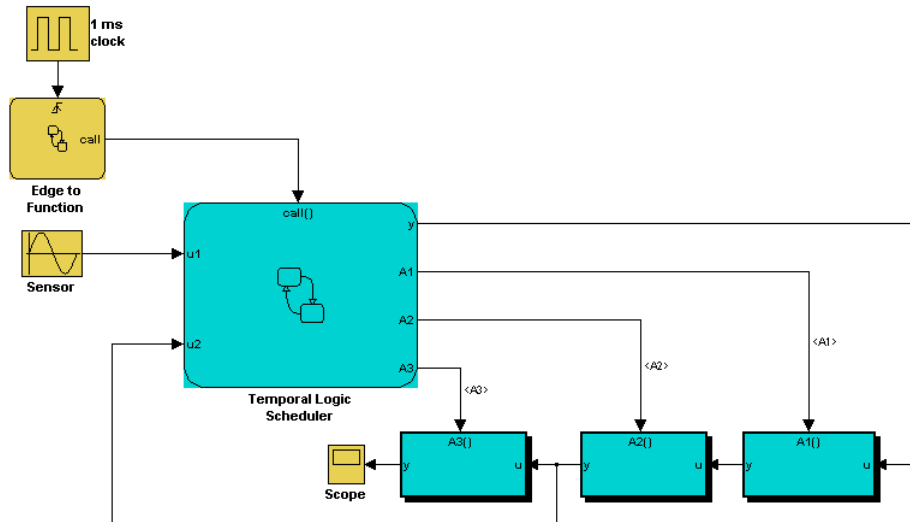 1 ms
clock
call
Edge to
Function
call()
y
u1
Sensor
A1
A2
u2
<A1>
<A2>
A3
<A3>
Temporal Logic
Scheduler
A3()
A2()
A1()
y
u
y
u
y
u
Scope